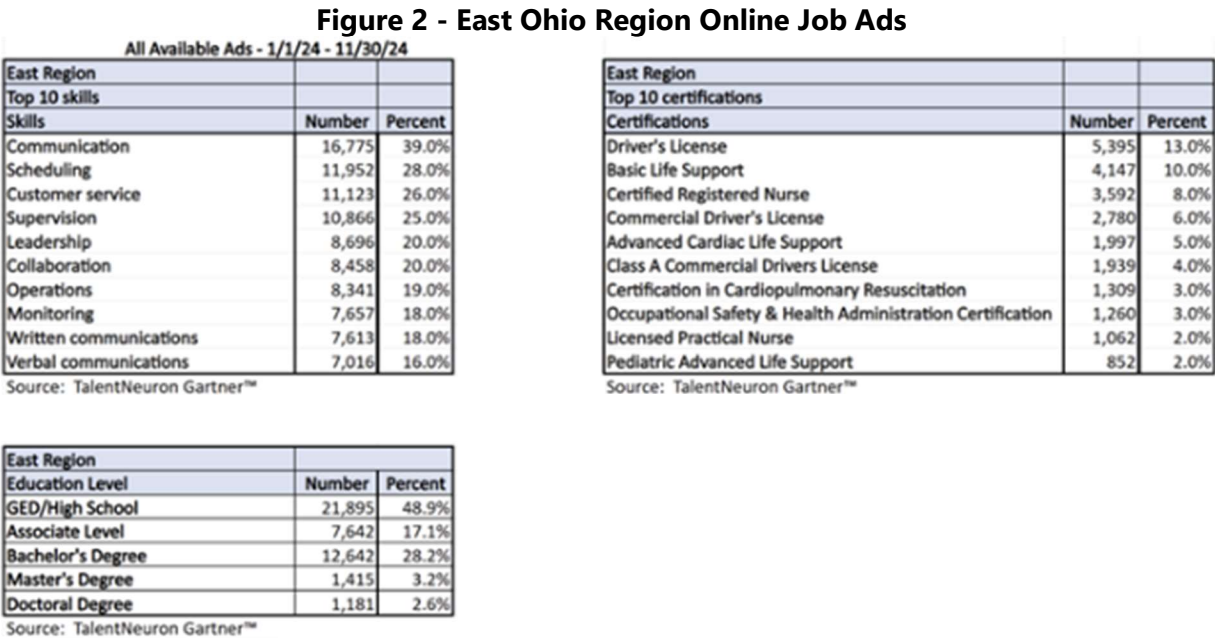 Figure 2 - East Ohio Region Online Job Ads
All Available Ads - 1/1/24 - 11/30/24
East Region
Top 10 skills
Skills Number Percent
Communication 16,775 39.0%
Scheduling 11,952 28.0%
Customer service 11,123 26.0%
Supervision 10,866 25.0%
Leadership 8,696 20.0%
Collaboration 8,458 20.0%
Operations 8,341 19.0%
Monitoring 7,657 18.0%
Written communications 7,613 18.0%
Verbal communications 7,016 16.0%
Source: TalentNeuron Gartner™
East Region
Top 10 certifications
Certifications Number Percent
Driver's License 5,395 13.0%
Basic Life Support 4,147 10.0%
Certified Registered Nurse 3,592 8.0%
Commercial Driver's License 2,780 6.0%
Advanced Cardiac Life Support 1,997 5.0%
Class A Commercial Drivers License 1,939 4.0%
Certification in Cardiopulmonary Resuscitation 1,309 3.0%
Occupational Safety & Health Administration Certification 1,260 3.0%
Licensed Practical Nurse 1,062 2.0%
Pediatric Advanced Life Support 852 2.0%
Source: TalentNeuron Gartner™
East Region
Education Level Number Percent
GED/High School 21,895 48.9%
Associate Level 7,642 17.1%
Bachelor's Degree 12,642 28.2%
Master's Degree 1,415 3.2%
Doctoral Degree 1,181 2.6%
Source: TalentNeuron Gartner™